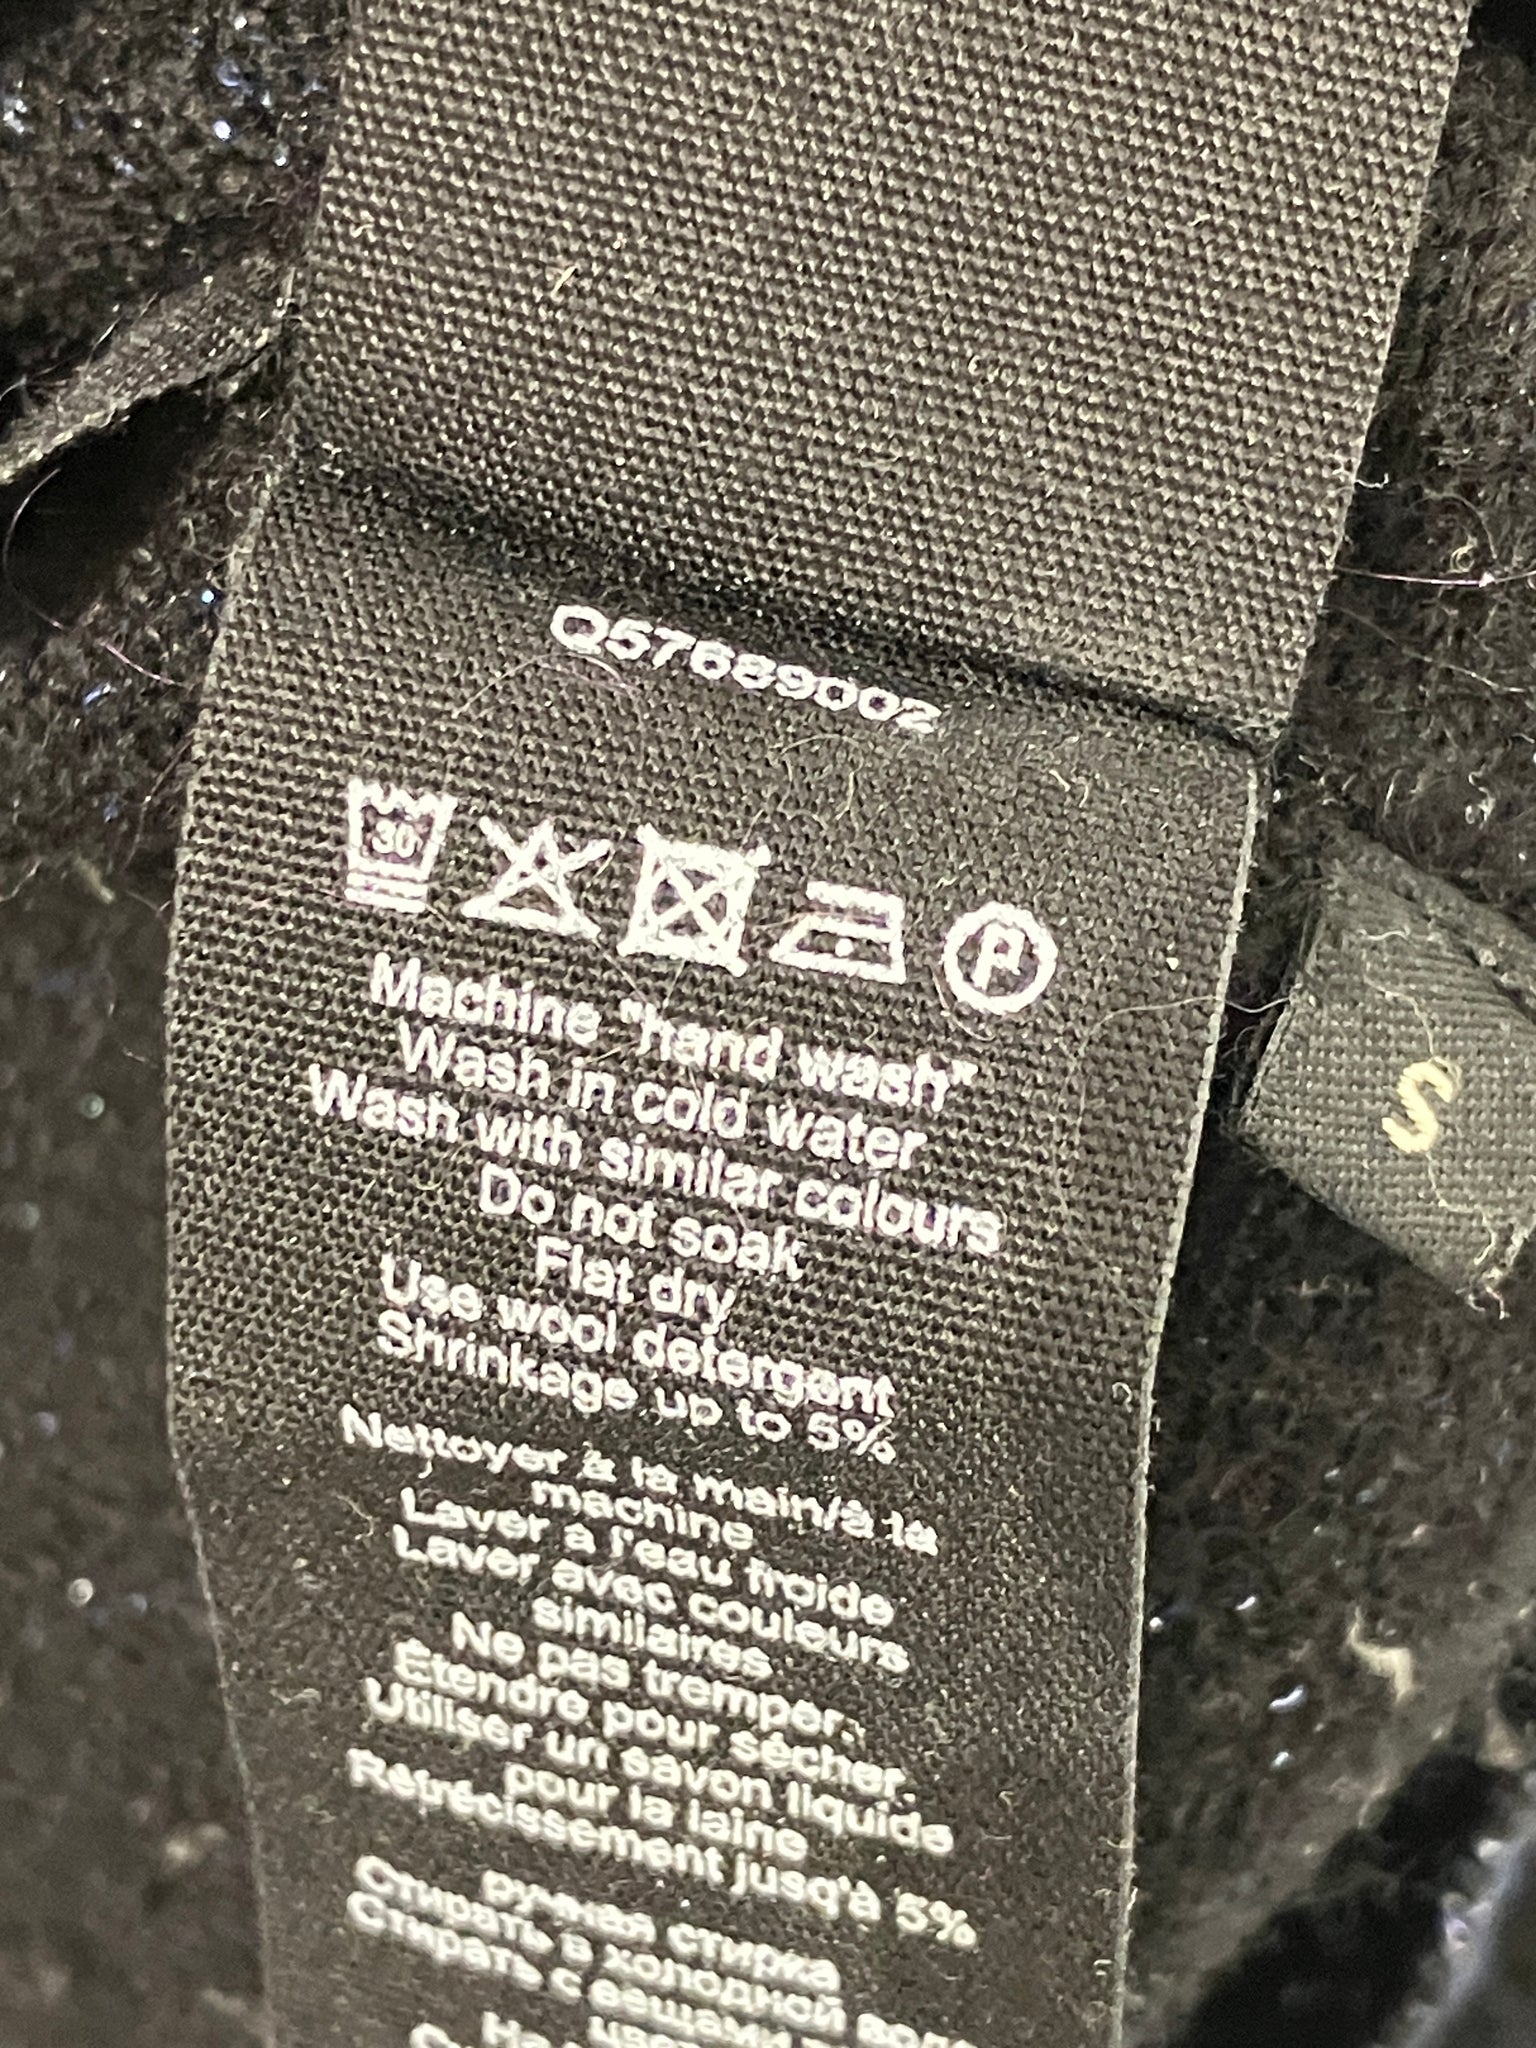 Q57689002
30°
P
Machine "hand wash"
Wash in cold water
Wash with similar colours
Do not soak
Flat dry
Use wool detergent
Shrinkage up to 5%
Nettoyer à la main/à la
machine
Laver à l'eau froide
Laver avec couleurs
similaires
Ne pas tremper.
Étendre pour sécher.
Utiliser un savon liquide
pour la laine
Rétrécissement jusqu'à 5%
ручная стирка
Стирать в холодной
Стирать с вещами
S